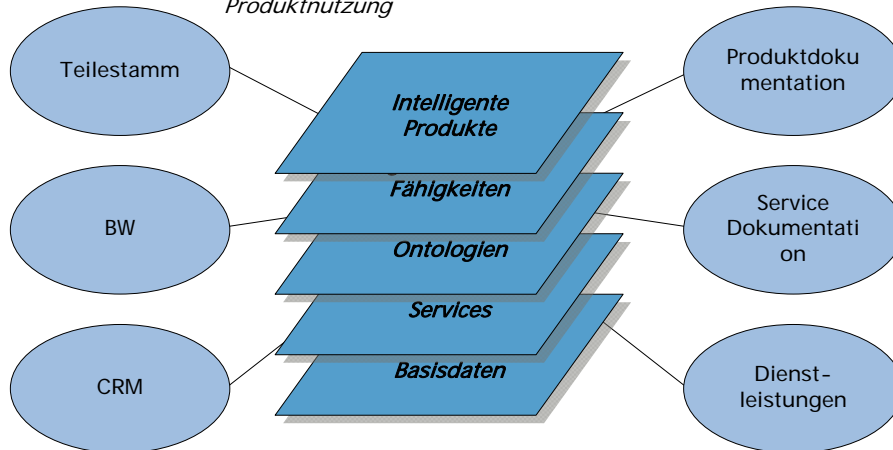 Produktnutzung
Teilestamm
Intelligente
Produkte
Produktdoku
mentation
Fähigkeiten
BW
Service
Dokumentati
on
Ontologien
Services
CRM
Basisdaten
Dienst-
leistungen